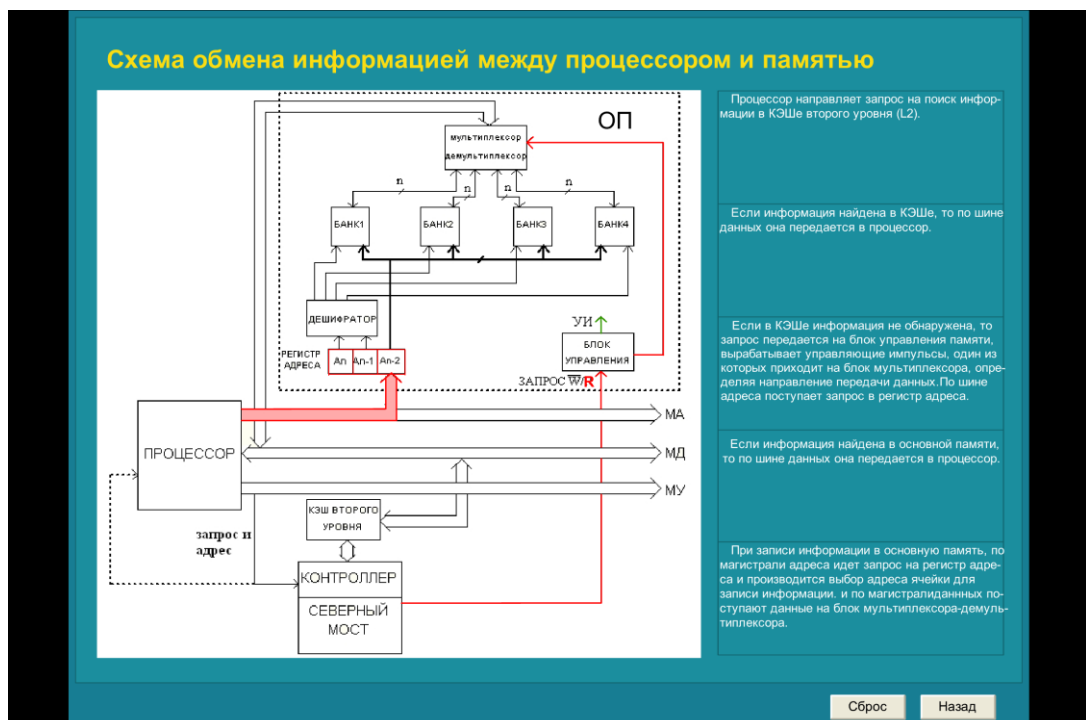 Схема обмена информацией между процессором и памятью
ОП
мультиплексор
демультиплексор
n
n
n
n
БАНК1
БАНК2
БАНК3
БАНК4
ДЕШИФРАТОР
УИ
БЛОК
УПРАВЛЕНИЯ
РЕГИСТР
АДРЕСА
An
An-1
An-2
ЗАПРОС W/R
МА
ПРОЦЕССОР
МД
МУ
КЭШ ВТОРОГО
УРОВНЯ
запрос и
адрес
КОНТРОЛЛЕР
СЕВЕРНЫЙ
МОСТ
Процессор направляет запрос на поиск инфор-
мации в КЭШе второго уровня (L2).
Если информация найдена в КЭШе, то по шине
данных она передается в процессор.
Если в КЭШе информация не обнаружена, то
запрос передается на блок управления памяти,
вырабатывает управляющие импульсы, один из
которых приходит на блок мультиплексора, опре-
деляя направление передачи данных.По шине
адреса поступает запрос в регистр адреса.
Если информация найдена в основной памяти,
то по шине данных она передается в процессор.
При записи информации в основную память, по
магистрали адреса идет запрос на регистр адре-
са и производится выбор адреса ячейки для
записи информации. и по магистралиданнных по-
ступают данные на блок мультиплексора-демуль-
типлексора.
Сброс
Назад